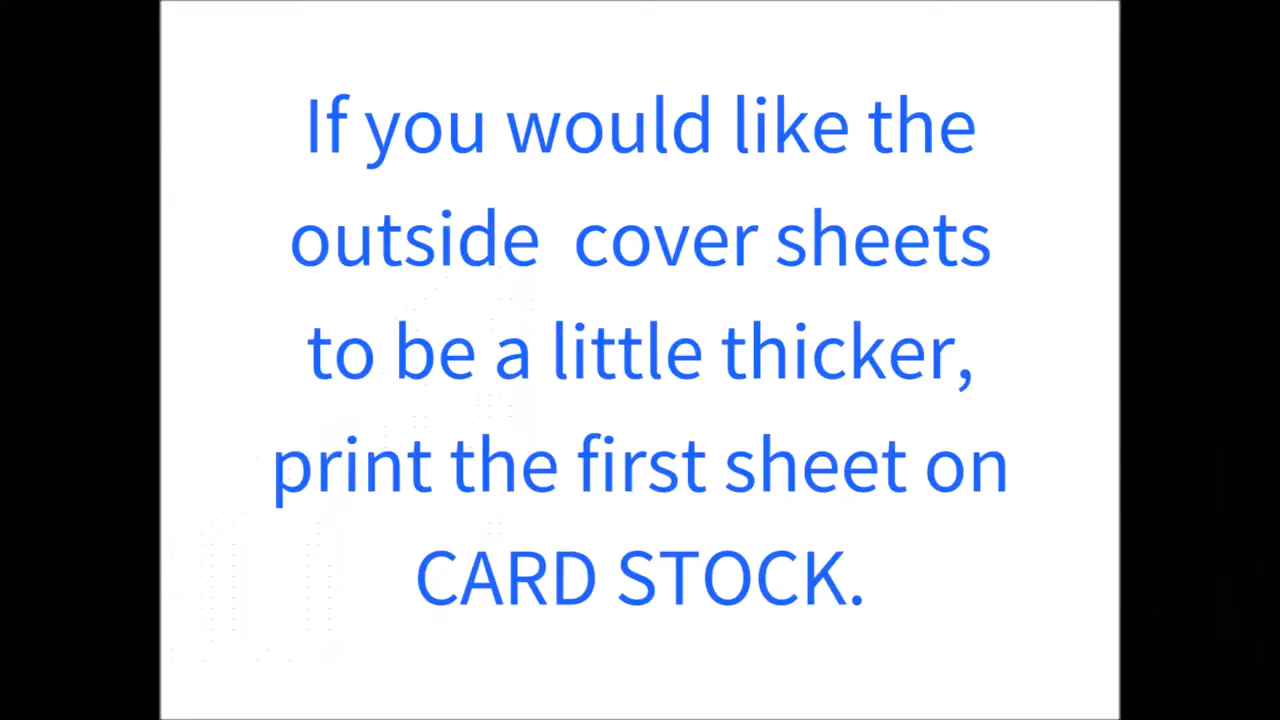 If you would like the
outside  cover sheets
to be a little thicker,
print the first sheet on
CARD STOCK.